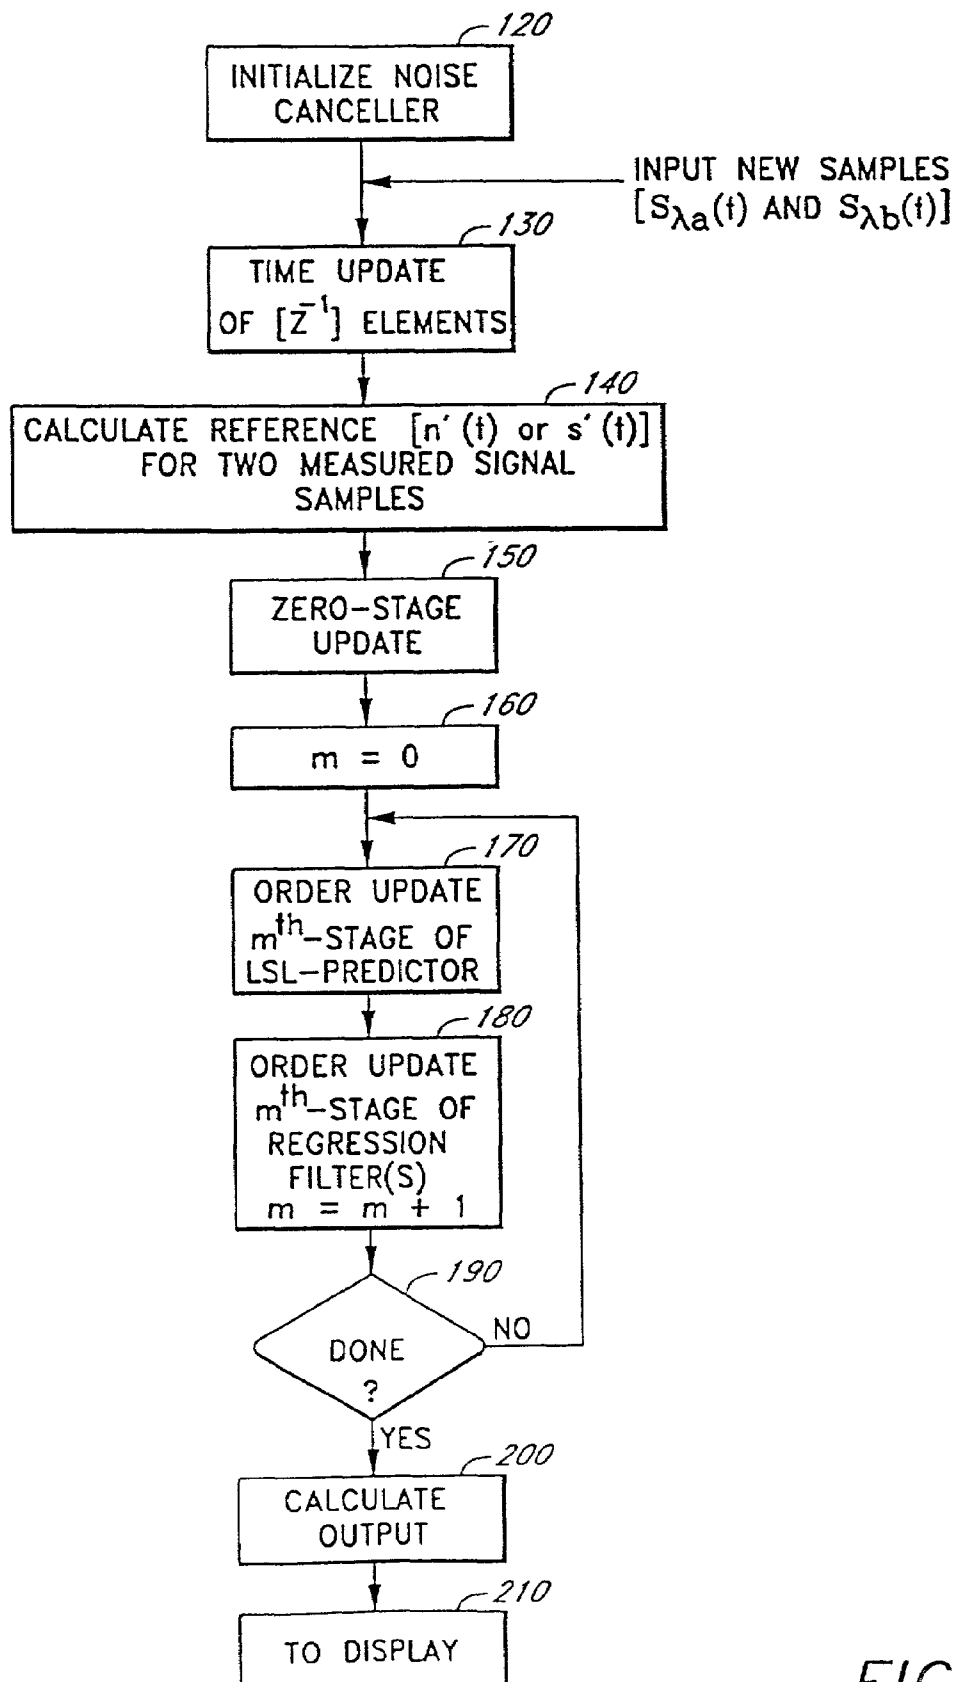 120
INITIALIZE NOISE
CANCELLER
INPUT NEW SAMPLES
[Sλa(t) AND Sλb(t)]
130
TIME UPDATE
OF [Z⁻¹] ELEMENTS
140
CALCULATE REFERENCE [n′(t) or s′(t)]
FOR TWO MEASURED SIGNAL
SAMPLES
150
ZERO-STAGE
UPDATE
160
m = 0
170
ORDER UPDATE
mth-STAGE OF
LSL-PREDICTOR
180
ORDER UPDATE
mth-STAGE OF
REGRESSION
FILTER(S)
m = m + 1
190
DONE
?
NO
YES
200
CALCULATE
OUTPUT
210
TO DISPLAY